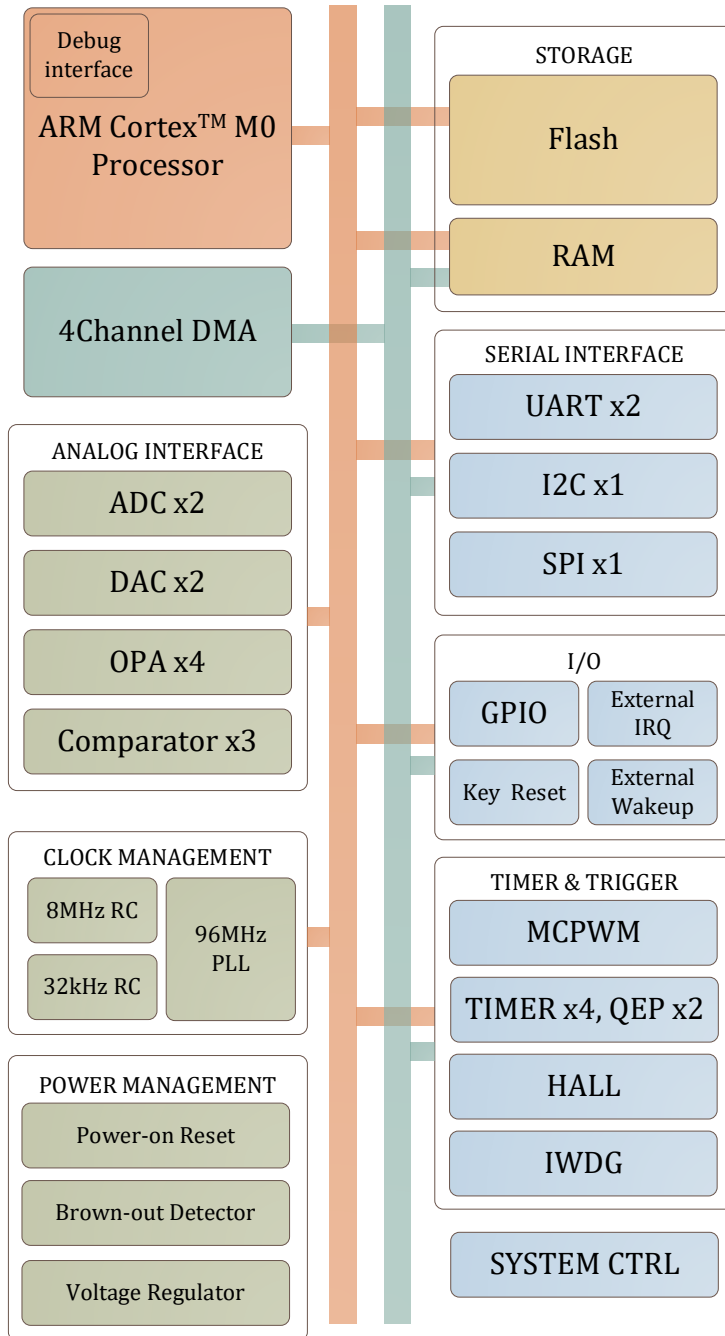 Debug
interface
ARM Cortex™ M0
Processor
4Channel DMA
ANALOG INTERFACE
ADC x2
DAC x2
OPA x4
Comparator x3
CLOCK MANAGEMENT
8MHz RC
32kHz RC
96MHz
PLL
POWER MANAGEMENT
Power-on Reset
Brown-out Detector
Voltage Regulator
STORAGE
Flash
RAM
SERIAL INTERFACE
UART x2
I2C x1
SPI x1
I/O
GPIO
External
IRQ
Key Reset
External
Wakeup
TIMER & TRIGGER
MCPWM
TIMER x4, QEP x2
HALL
IWDG
SYSTEM CTRL